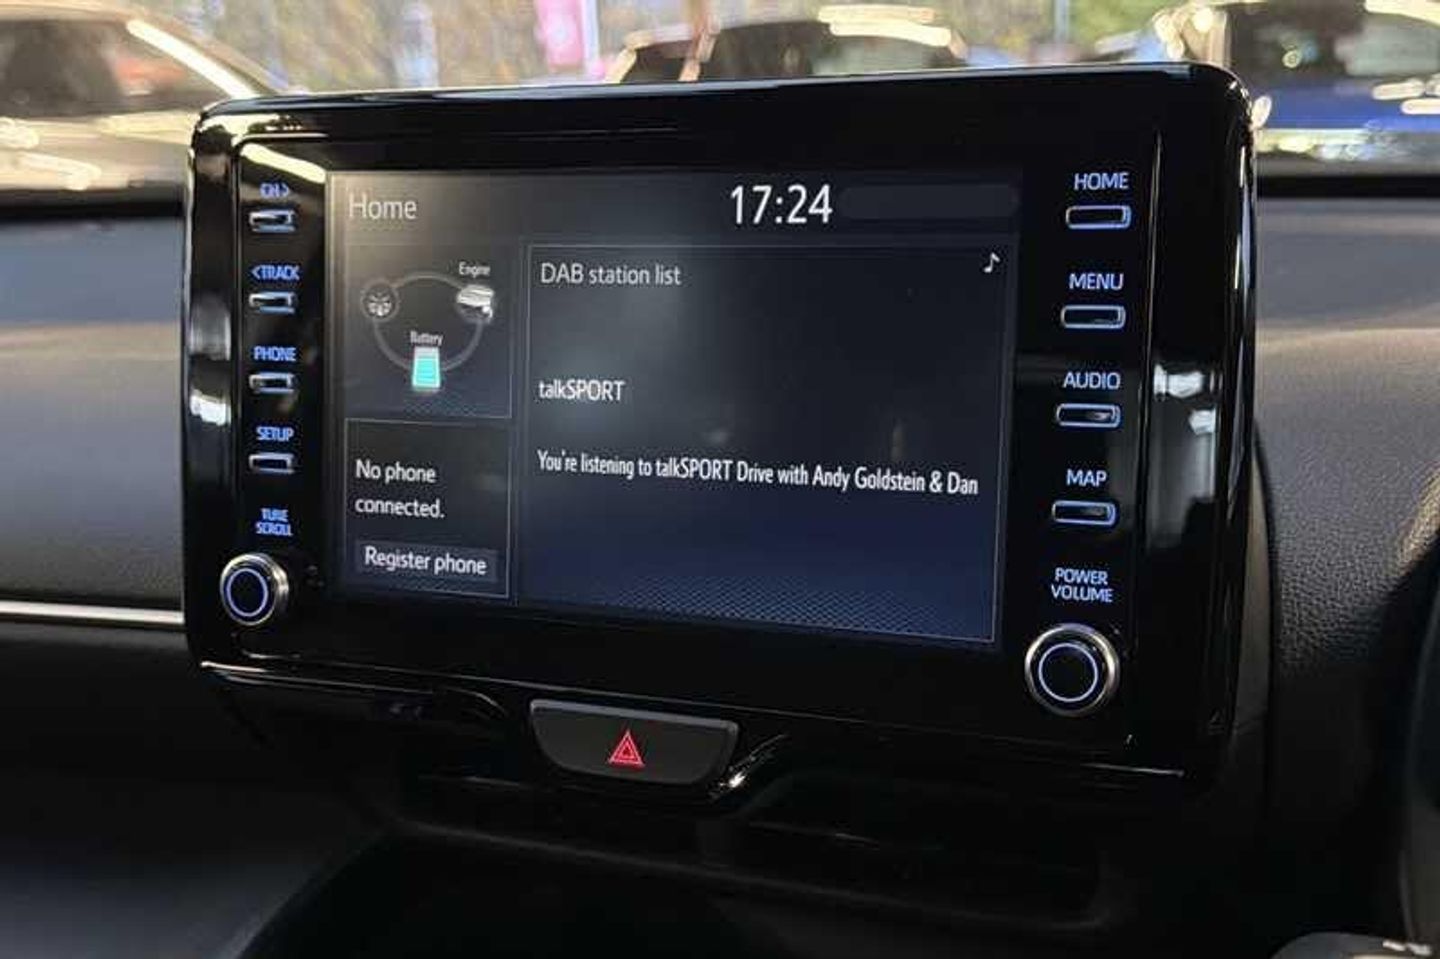 CH >
< TRACK
PHONE
SETUP
TUNE
SCROLL
Home
17:24
Engine
Battery
No phone
connected.
Register phone
DAB station list
talkSPORT
You're listening to talkSPORT Drive with Andy Goldstein & Dan
HOME
MENU
AUDIO
MAP
POWER
VOLUME